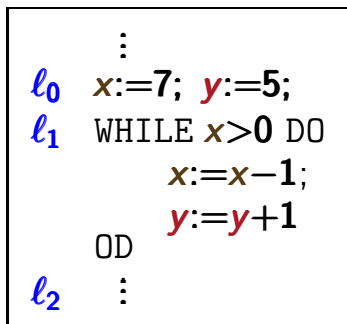 ⋮
ℓ₀ x:=7; y:=5;
ℓ₁ WHILE x>0 DO
x:=x−1;
y:=y+1
OD
ℓ₂ ⋮